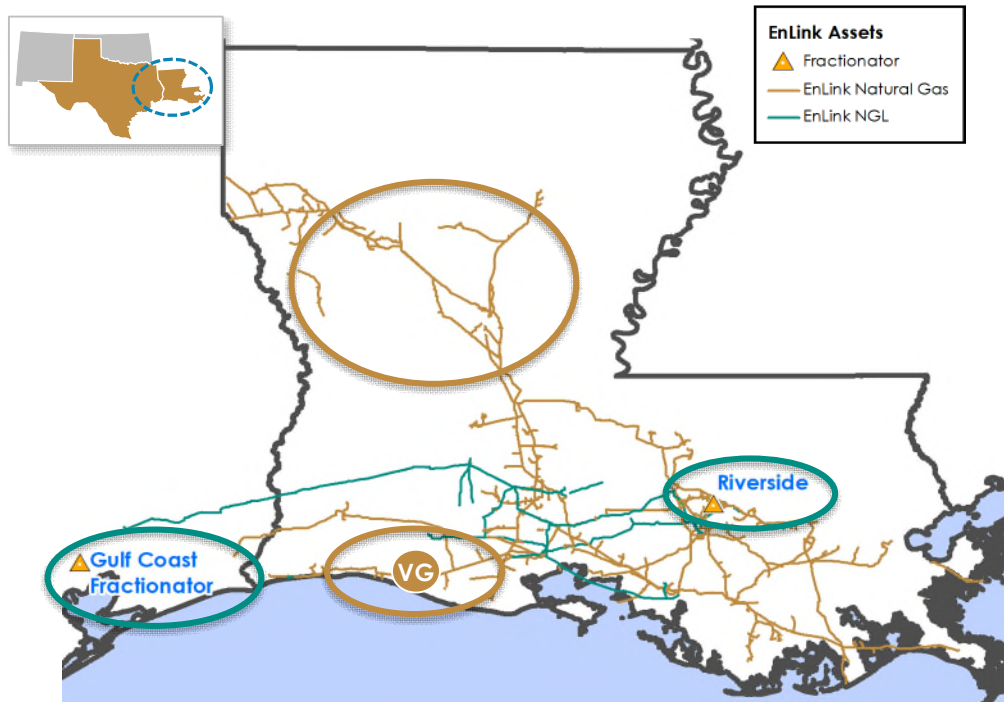 EnLink Assets
Fractionator
EnLink Natural Gas
EnLink NGL
Riverside
Gulf Coast
Fractionator
VG